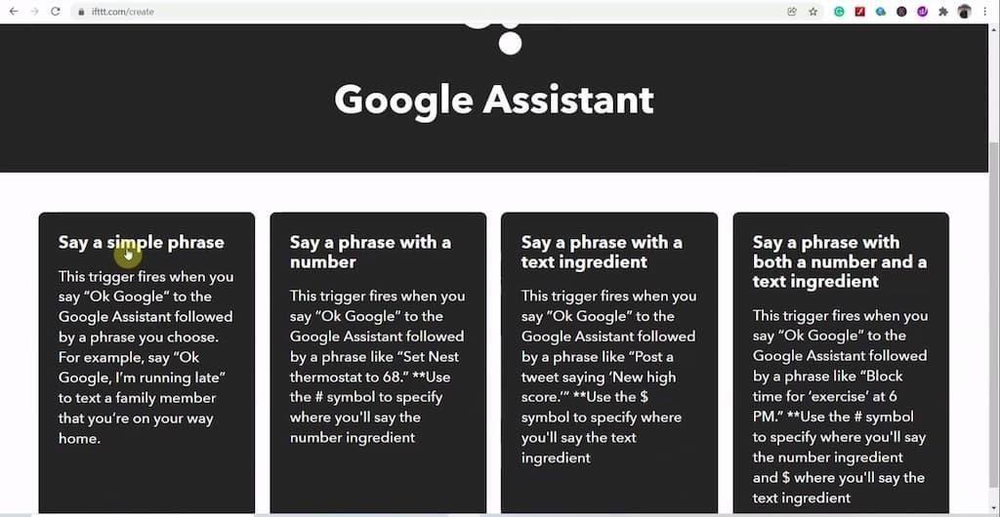 ifttt.com/create
Google Assistant
Say a simple phrase
This trigger fires when you
say “Ok Google” to the
Google Assistant followed
by a phrase you choose.
For example, say “Ok
Google, I’m running late”
to text a family member
that you’re on your way
home.
Say a phrase with a
number
This trigger fires when you
say “Ok Google” to the
Google Assistant followed
by a phrase like “Set Nest
thermostat to 68.” **Use
the # symbol to specify
where you'll say the
number ingredient
Say a phrase with a
text ingredient
This trigger fires when you
say “Ok Google” to the
Google Assistant followed
by a phrase like “Post a
tweet saying ‘New high
score.’” **Use the $
symbol to specify where
you'll say the text
ingredient
Say a phrase with
both a number and a
text ingredient
This trigger fires when you
say “Ok Google” to the
Google Assistant followed
by a phrase like “Block
time for ‘exercise’ at 6
PM.” **Use the # symbol
to specify where you'll say
the number ingredient
and $ where you'll say the
text ingredient